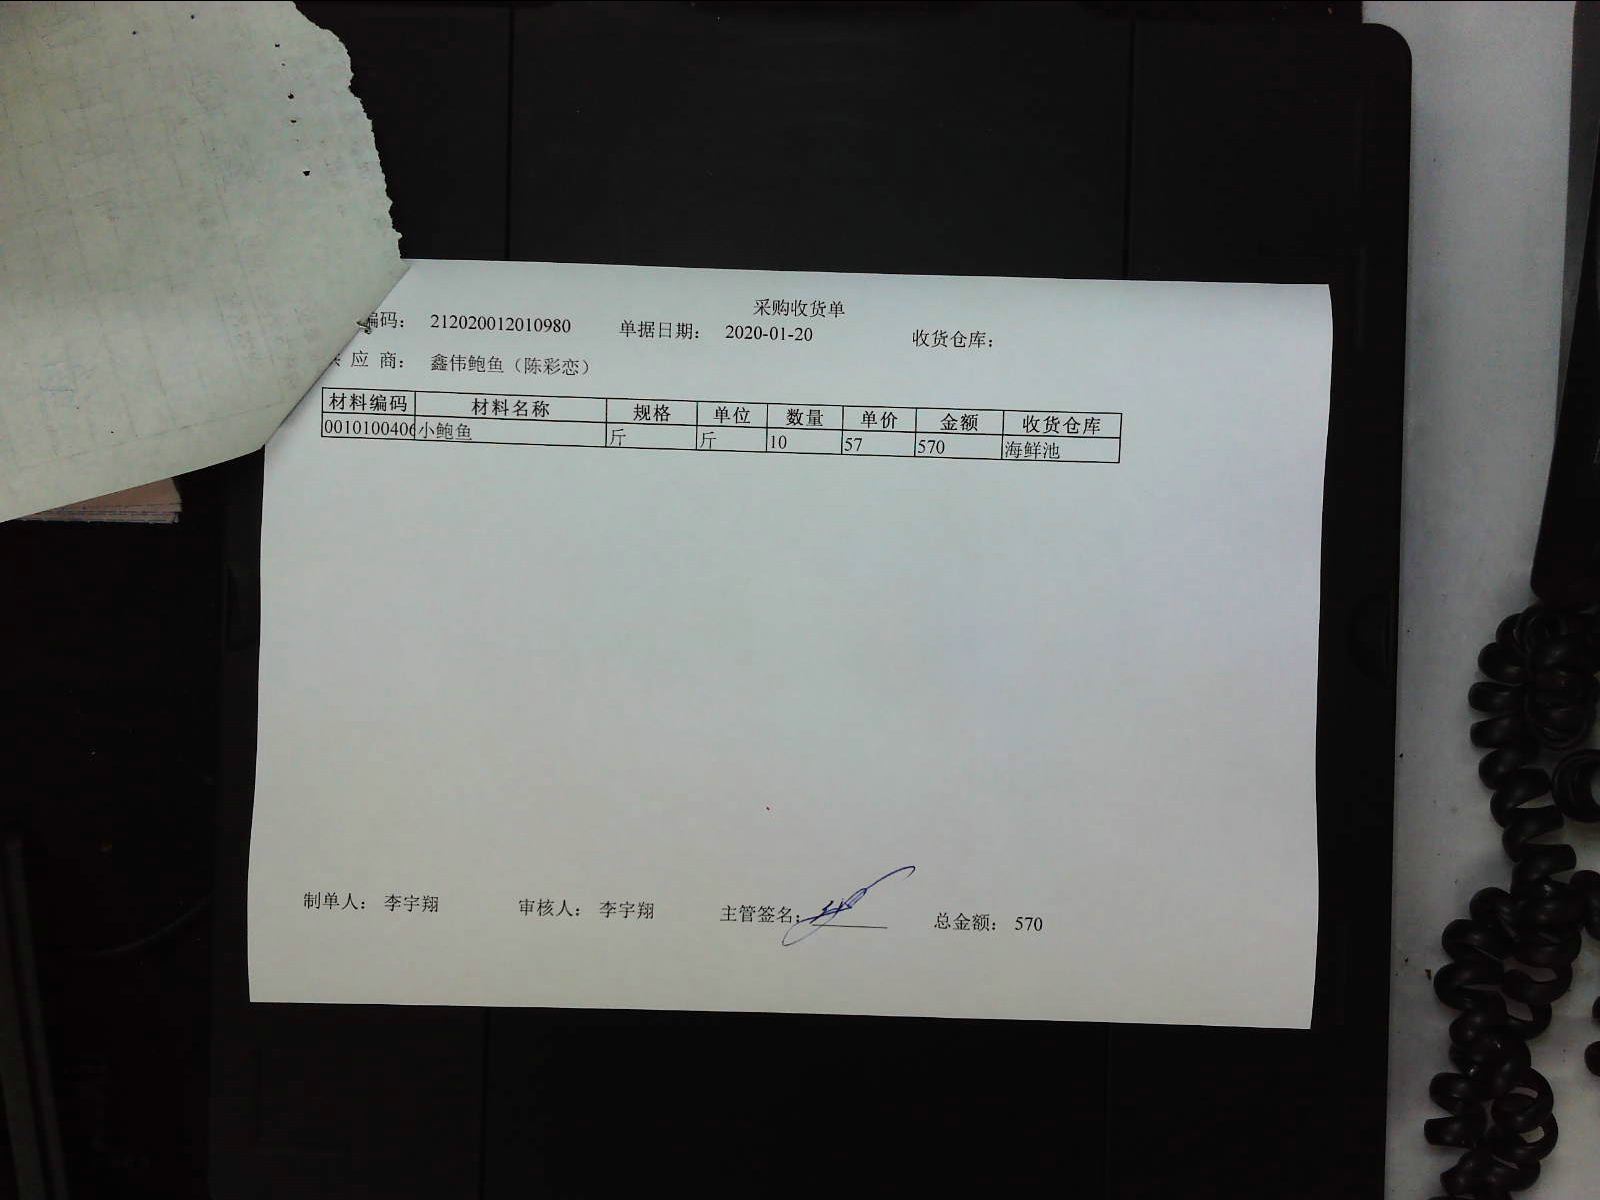 采购收货单
编码： 212020012010980 单据日期： 2020-01-20 收货仓库：
应 商： 鑫伟鲍鱼（陈彩恋）
材料编码 材料名称 规格 单位 数量 单价 金额 收货仓库
0010100406 小鲍鱼 斤 斤 10 57 570 海鲜池
制单人： 李宇翔 审核人： 李宇翔 主管签名： 总金额： 570